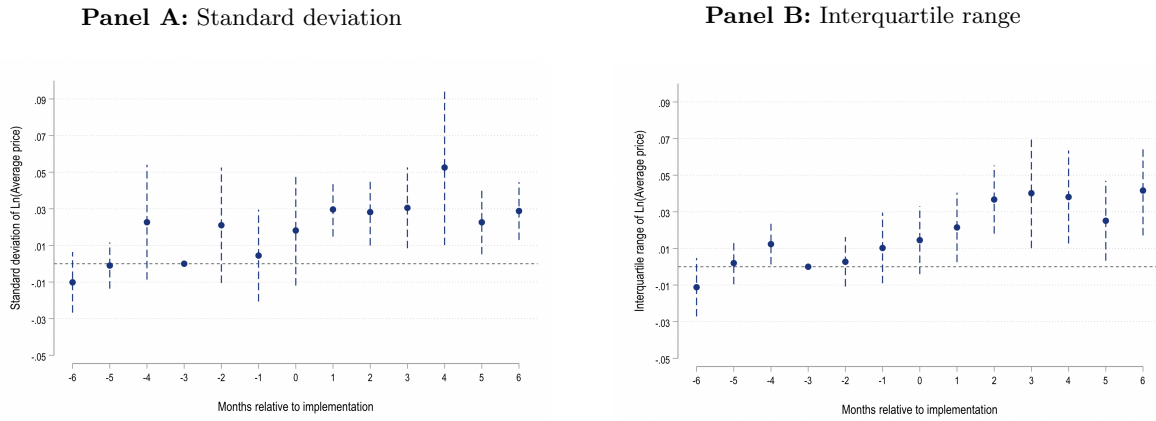 Panel A: Standard deviation
Standard deviation of Ln(Average price)
.09
.07
.05
.03
.01
-.01
-.03
-.05
-6 -5 -4 -3 -2 -1 0 1 2 3 4 5 6
Months relative to implementation
Panel B: Interquartile range
Interquartile range of Ln(Average price)
.09
.07
.05
.03
.01
-.01
-.03
-.05
-6 -5 -4 -3 -2 -1 0 1 2 3 4 5 6
Months relative to implementation